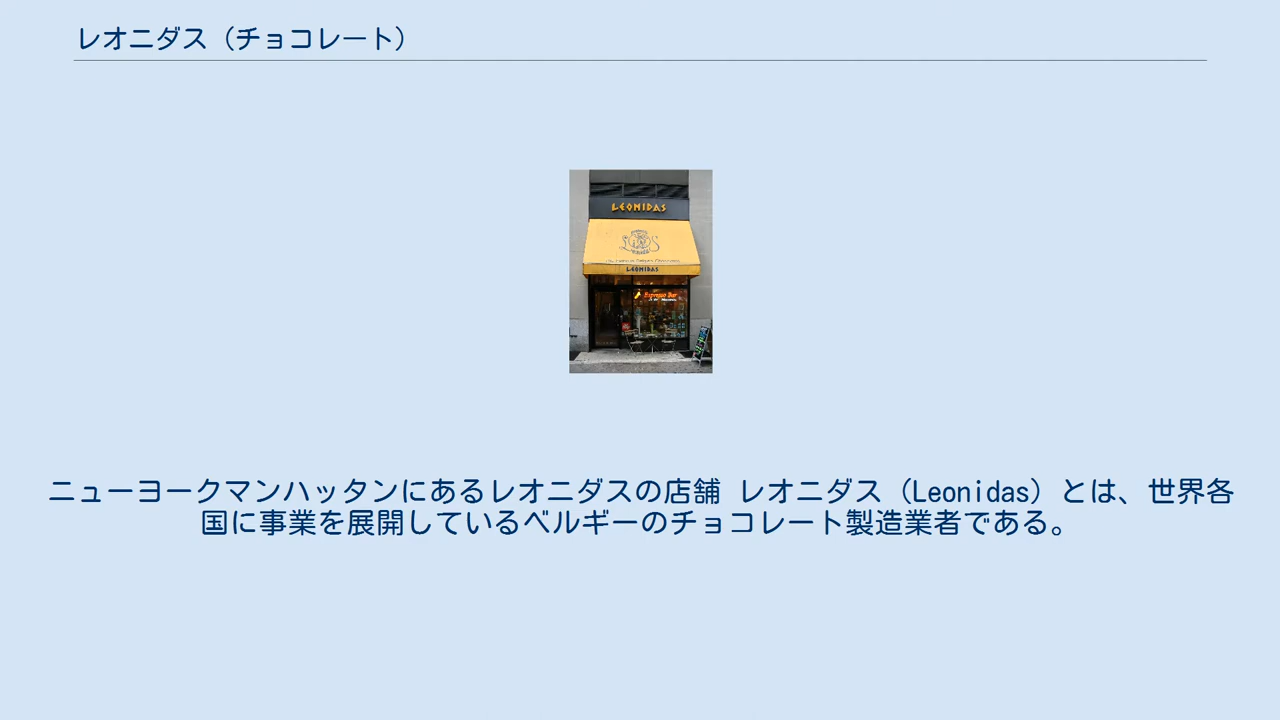 レオニダス（チョコレート）
LEONIDAS
LEONIDAS
Espresso Bar
ニューヨークマンハッタンにあるレオニダスの店舗 レオニダス（Leonidas）とは、世界各
国に事業を展開しているベルギーのチョコレート製造業者である。